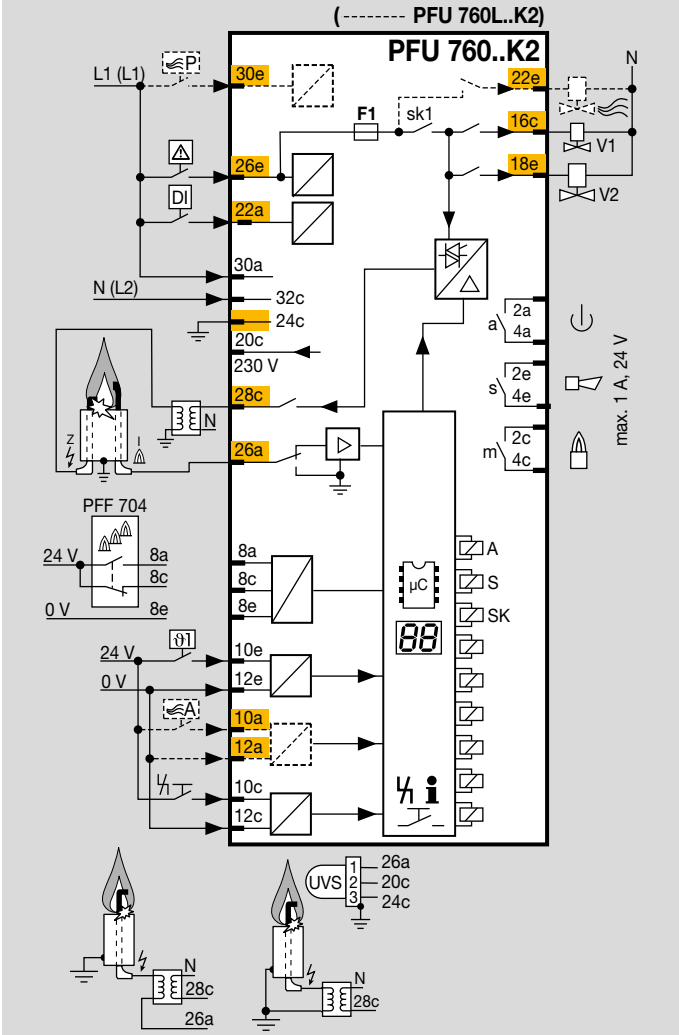 ( ------- PFU 760L..K2)
PFU 760..K2
N
L1 (L1)
P
30e
22e
F1
sk1
16c
V1
26e
18e
V2
DI
22a
30a
N (L2)
32c
24c
20c
230 V
2a
a
4a
2e
s
4e
2c
m
4c
max. 1 A, 24 V
28c
N
Z
I
26a
PFF 704
24 V
8a
8c
0 V
8e
8a
8c
8e
µC
88
A
S
SK
ϑ1
24 V
10e
0 V
12e
A
10a
12a
10c
12c
i
UVS
1
26a
2
20c
3
24c
N
28c
26a
N
28c